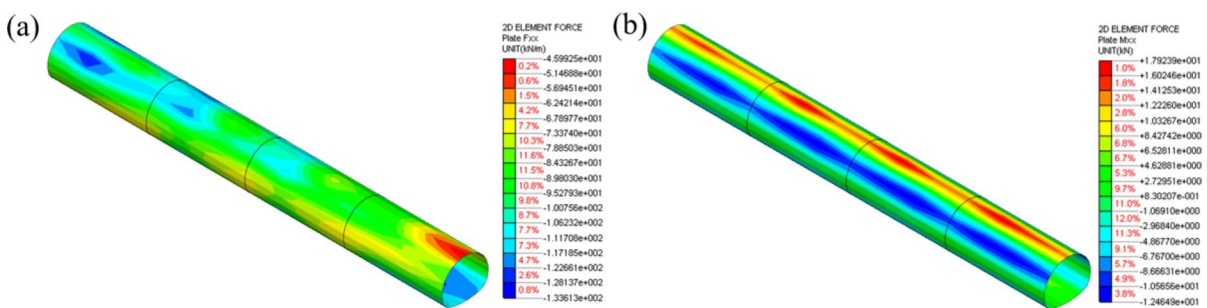 (a)
2D ELEMENT FORCE
Plate Fxx
UNIT(kN/m)
-4.59925e+001
0.2%
-5.14688e+001
0.6%
-5.69451e+001
1.5%
-6.24214e+001
4.2%
-6.78977e+001
7.7%
-7.33740e+001
10.3%
-7.88503e+001
11.6%
-8.43267e+001
11.5%
-8.98030e+001
10.8%
-9.52793e+001
9.8%
-1.00756e+002
8.7%
-1.06232e+002
7.7%
-1.11708e+002
7.3%
-1.17185e+002
4.7%
-1.22661e+002
2.6%
-1.28137e+002
0.8%
-1.33613e+002
(b)
2D ELEMENT FORCE
Plate Mxx
UNIT(kN)
+1.79239e+001
1.0%
+1.60246e+001
1.8%
+1.41253e+001
2.0%
+1.22260e+001
2.8%
+1.03267e+001
6.0%
+8.42742e+000
6.8%
+6.52811e+000
6.7%
+4.62881e+000
5.3%
+2.72951e+000
9.7%
+8.30207e-001
11.0%
-1.06910e+000
12.0%
-2.96840e+000
11.3%
-4.86770e+000
9.1%
-6.76700e+000
5.7%
-8.66631e+000
4.9%
-1.05656e+001
3.8%
-1.24649e+001